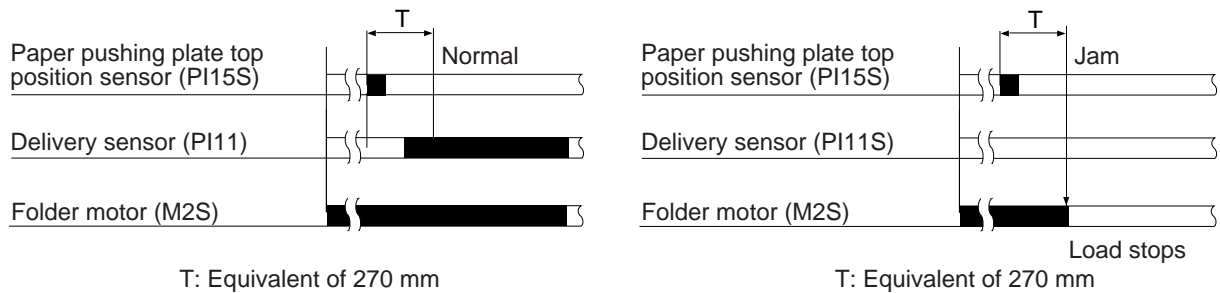 T
Paper pushing plate top
position sensor (PI15S)
Normal
Delivery sensor (PI11)
Folder motor (M2S)
T: Equivalent of 270 mm
T
Paper pushing plate top
position sensor (PI15S)
Jam
Delivery sensor (PI11S)
Folder motor (M2S)
Load stops
T: Equivalent of 270 mm